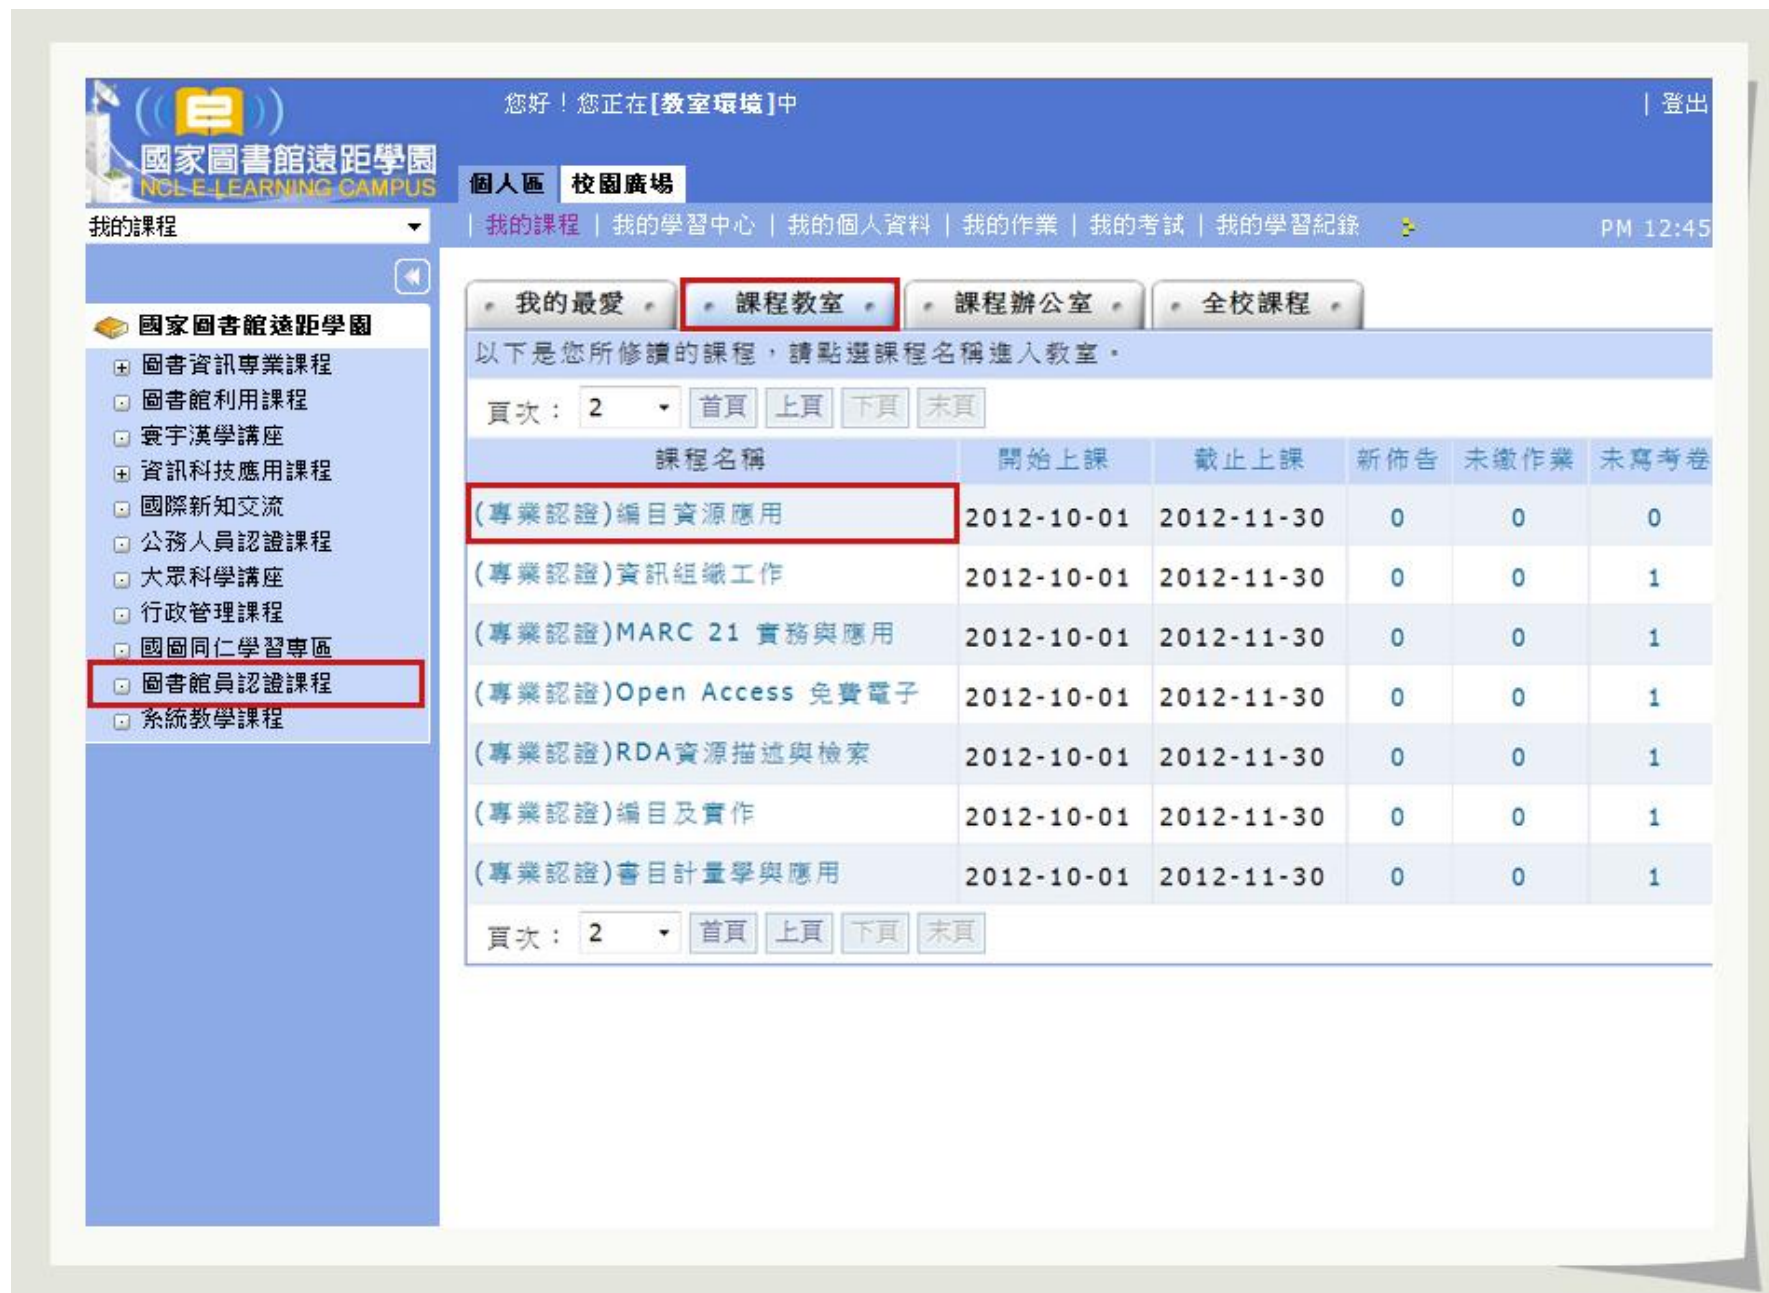 您好！您正在[教室環境]中
| 登出
國家圖書館遠距學園
NCL E-LEARNING CAMPUS
個人區 校園廣場
我的課程
| 我的課程 | 我的學習中心 | 我的個人資料 | 我的作業 | 我的考試 | 我的學習紀錄
PM 12:45
國家圖書館遠距學園
圖書資訊專業課程
圖書館利用課程
寰宇漢學講座
資訊科技應用課程
國際新知交流
公務人員認證課程
大眾科學講座
行政管理課程
國圖同仁學習專區
圖書館員認證課程
系統教學課程
我的最愛 課程教室 課程辦公室 全校課程
以下是您所修讀的課程，請點選課程名稱進入教室。
頁次： 2 首頁 上頁 下頁 末頁
課程名稱 開始上課 截止上課 新佈告 未繳作業 未寫考卷
(專業認證)編目資源應用 2012-10-01 2012-11-30 0 0 0
(專業認證)資訊組織工作 2012-10-01 2012-11-30 0 0 1
(專業認證)MARC 21 實務與應用 2012-10-01 2012-11-30 0 0 1
(專業認證)Open Access 免費電子 2012-10-01 2012-11-30 0 0 1
(專業認證)RDA資源描述與檢索 2012-10-01 2012-11-30 0 0 1
(專業認證)編目及實作 2012-10-01 2012-11-30 0 0 1
(專業認證)書目計量學與應用 2012-10-01 2012-11-30 0 0 1
頁次： 2 首頁 上頁 下頁 末頁